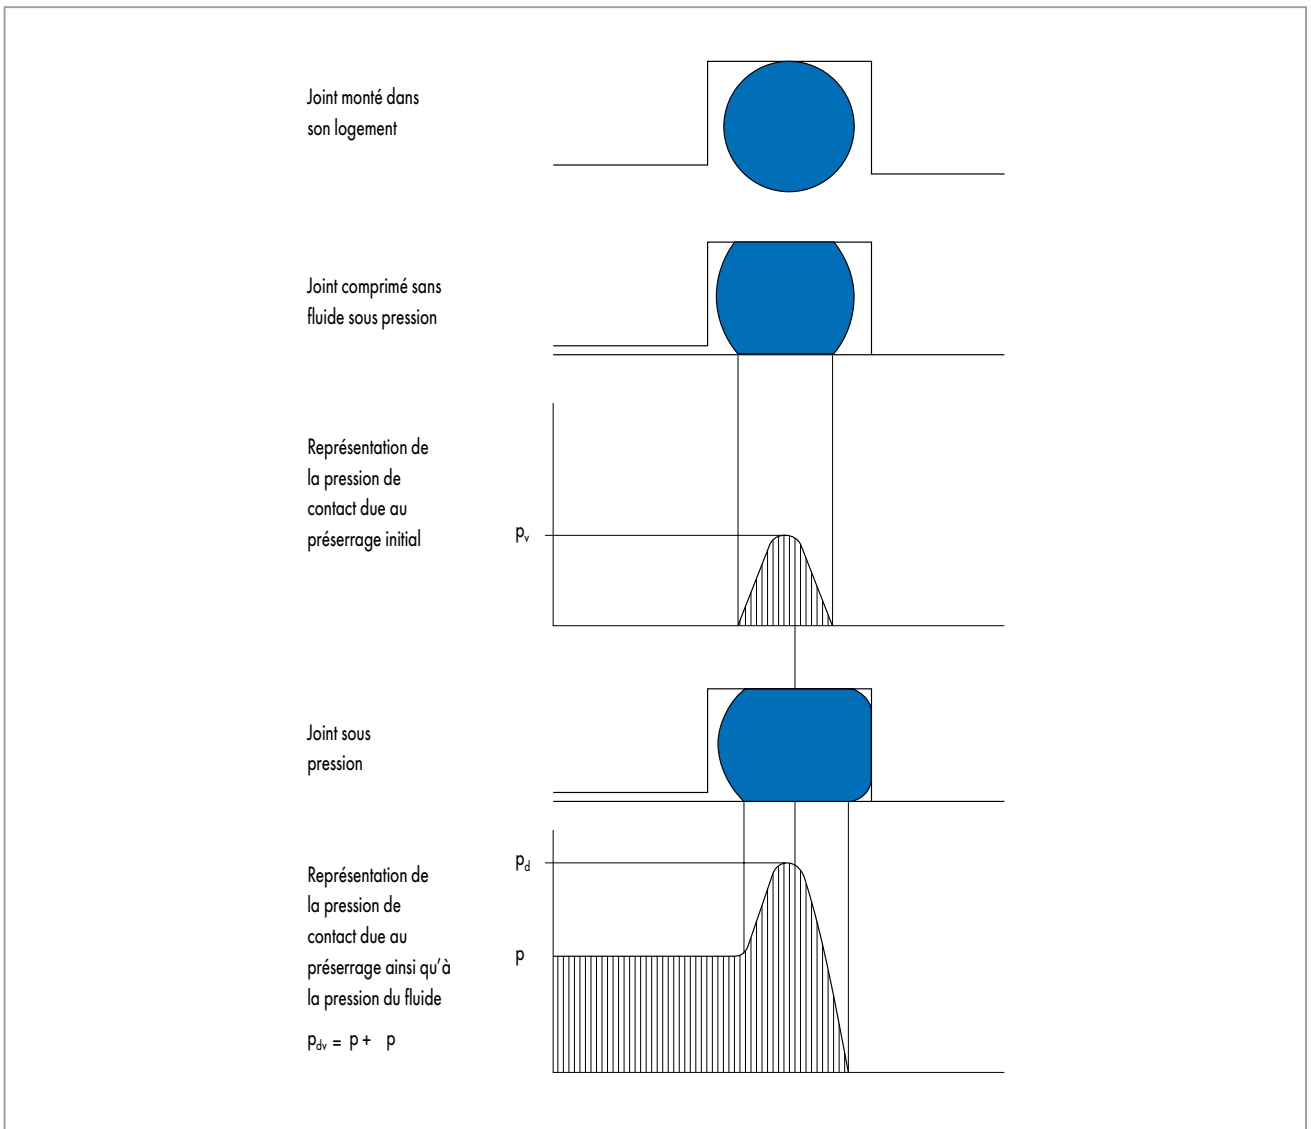 Joint monté dans
son logement
Joint comprimé sans
fluide sous pression
Représentation de
la pression de
contact due au
préserrage initial
pv
Joint sous
pression
pd
Représentation de
la pression de
contact due au
préserrage ainsi qu'à
la pression du fluide
p
pdv = p + p